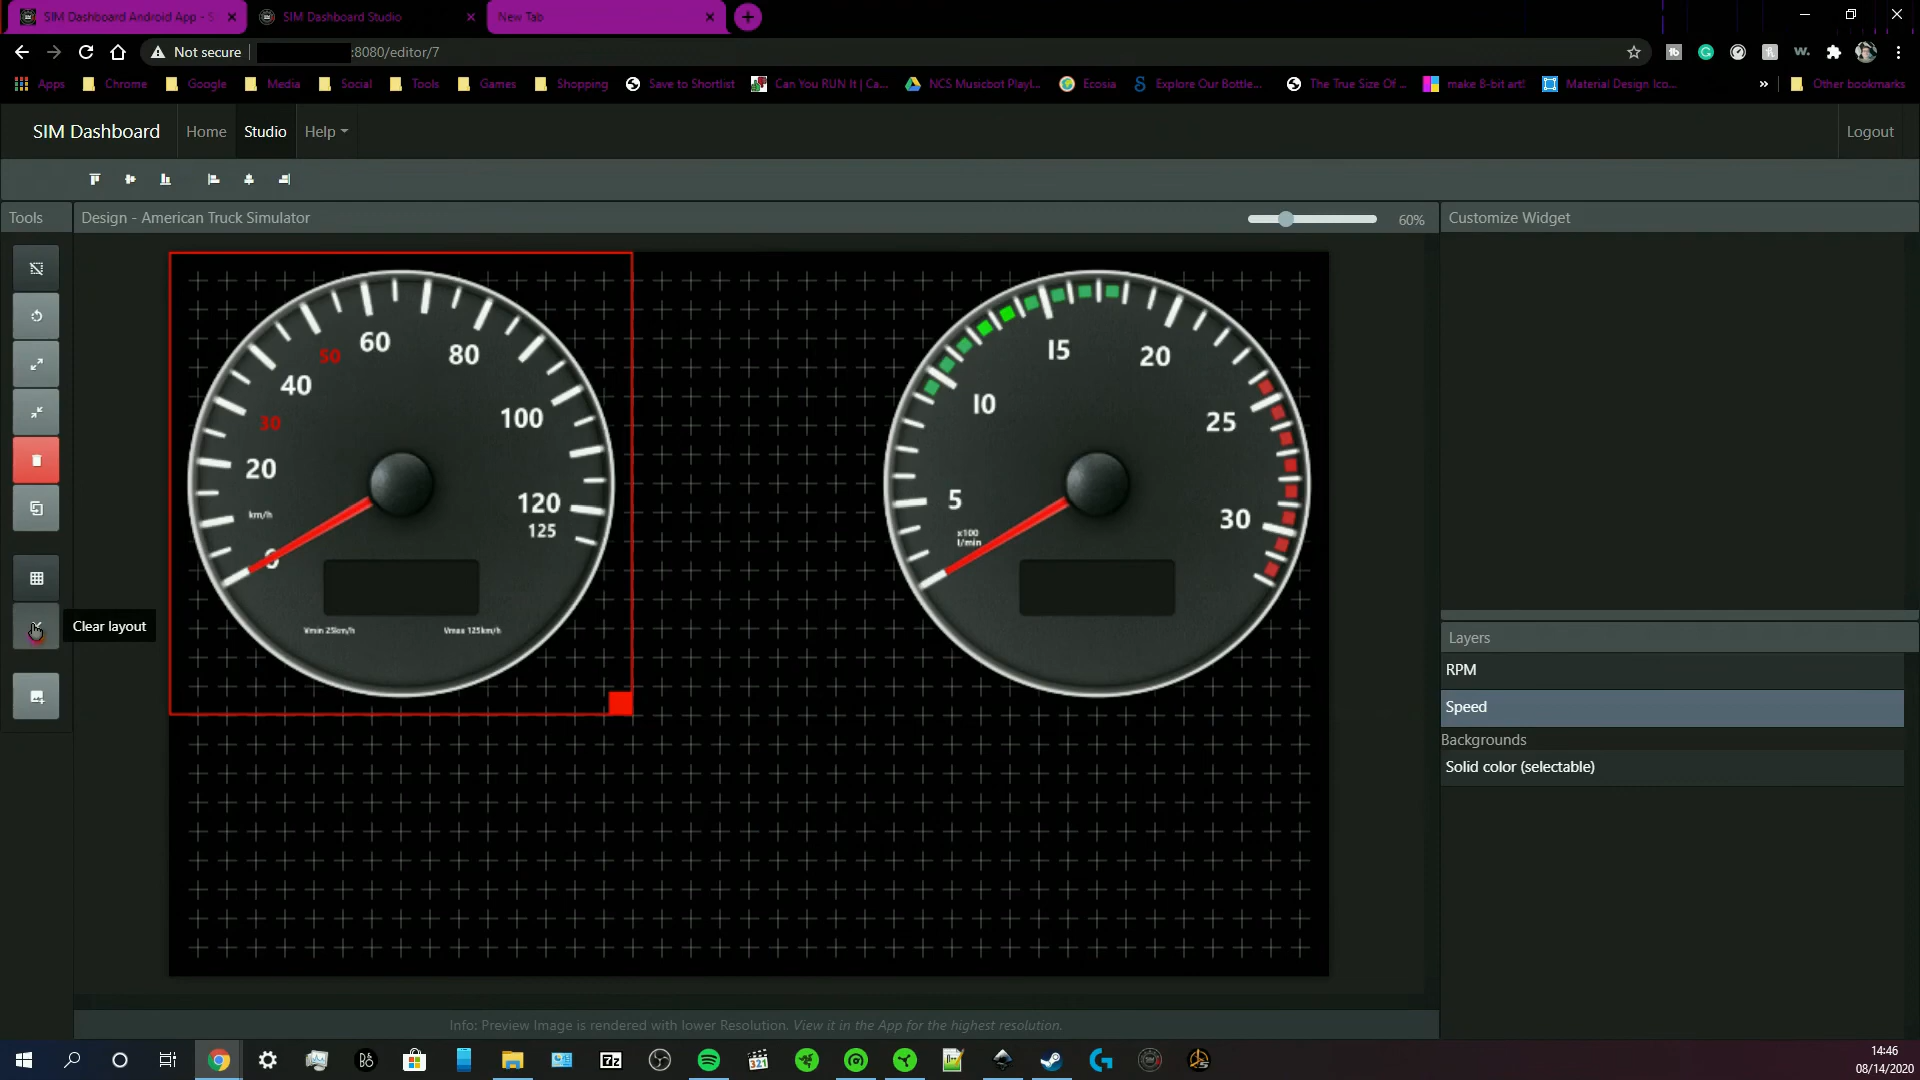 SIM Dashboard Android App - S
SIM Dashboard Studio
New Tab
Not secure
:8080/editor/7
Apps Chrome Google Media Social Tools Games Shopping Save to Shortlist Can You RUN It | Ca... NCS Musicbot Playl... Ecosia Explore Our Bottle... The True Size Of ... make 8-bit art! Material Design Ico... » Other bookmarks
SIM Dashboard Home Studio Help Logout
Tools
Design - American Truck Simulator
60%
Customize Widget
0
20
30
40
50
60
80
100
120
125
km/h
Vmin 25km/h
Vmax 125km/h
5
10
15
20
25
30
x100
l/min
Clear layout
Layers
RPM
Speed
Backgrounds
Solid color (selectable)
Info: Preview Image is rendered with lower Resolution. View it in the App for the highest resolution.
7z
321
14:46
08/14/2020